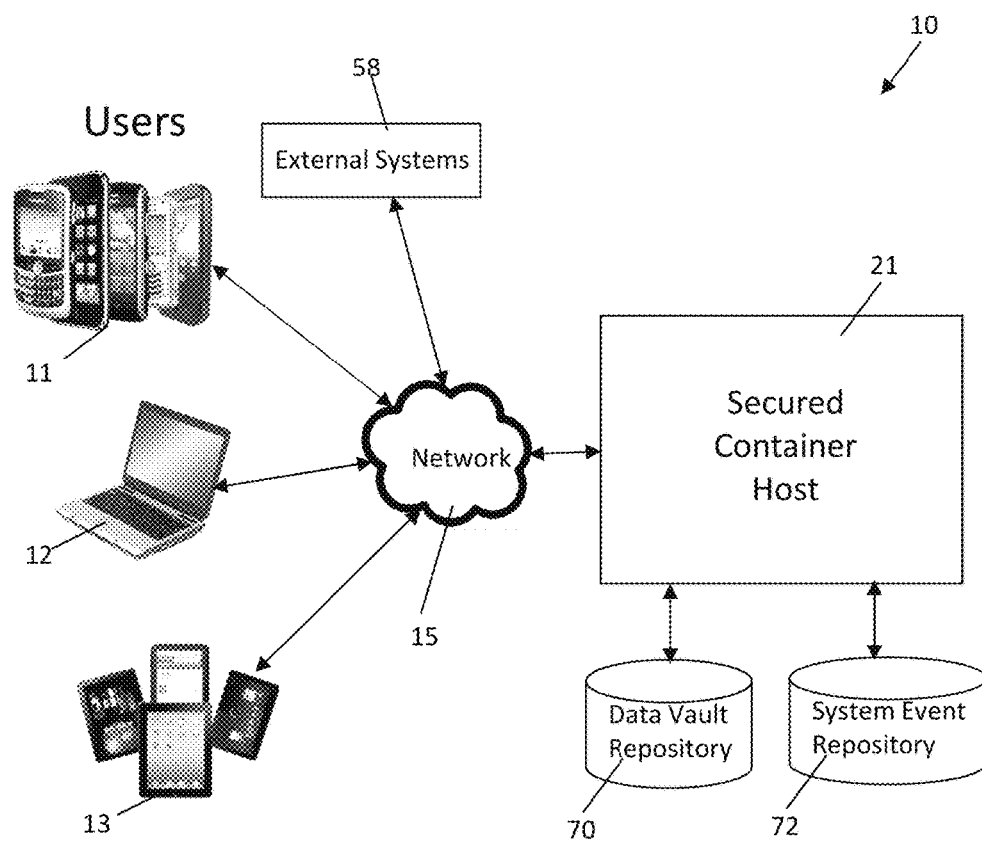 10
58
Users
External Systems
21
11
Secured
Container
Host
Network
12
15
Data Vault
Repository
System Event
Repository
13
70
72